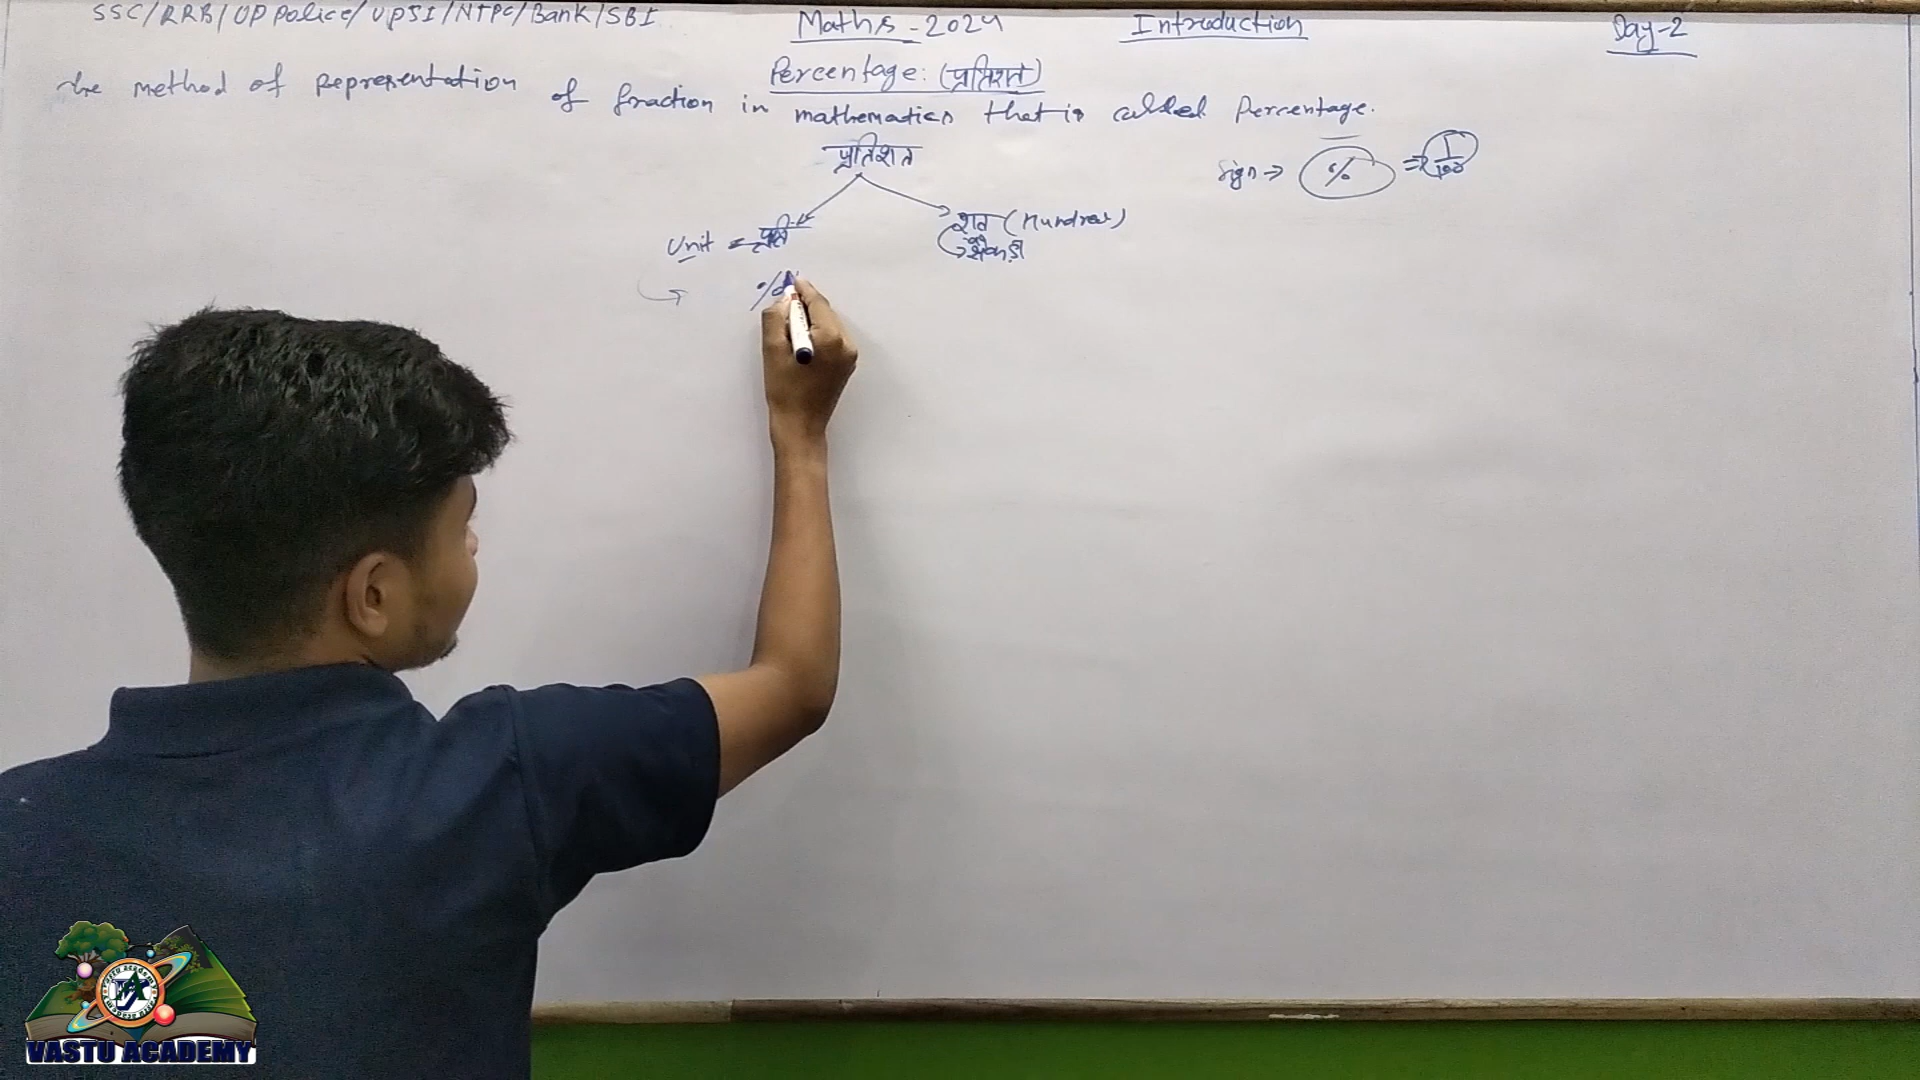 SSC/RRB/UP Police/UPSI/NTPC/Bank/SBI Maths-2024 Introduction Day-2
Percentage: (प्रतिशत)
the method of representation of fraction in mathematics that is called Percentage.
प्रतिशत
sign → % ⇒ 1/100
Unit = प्रति
शत (Hundred)
→ सैकड़ा
%
VASTU ACADEMY